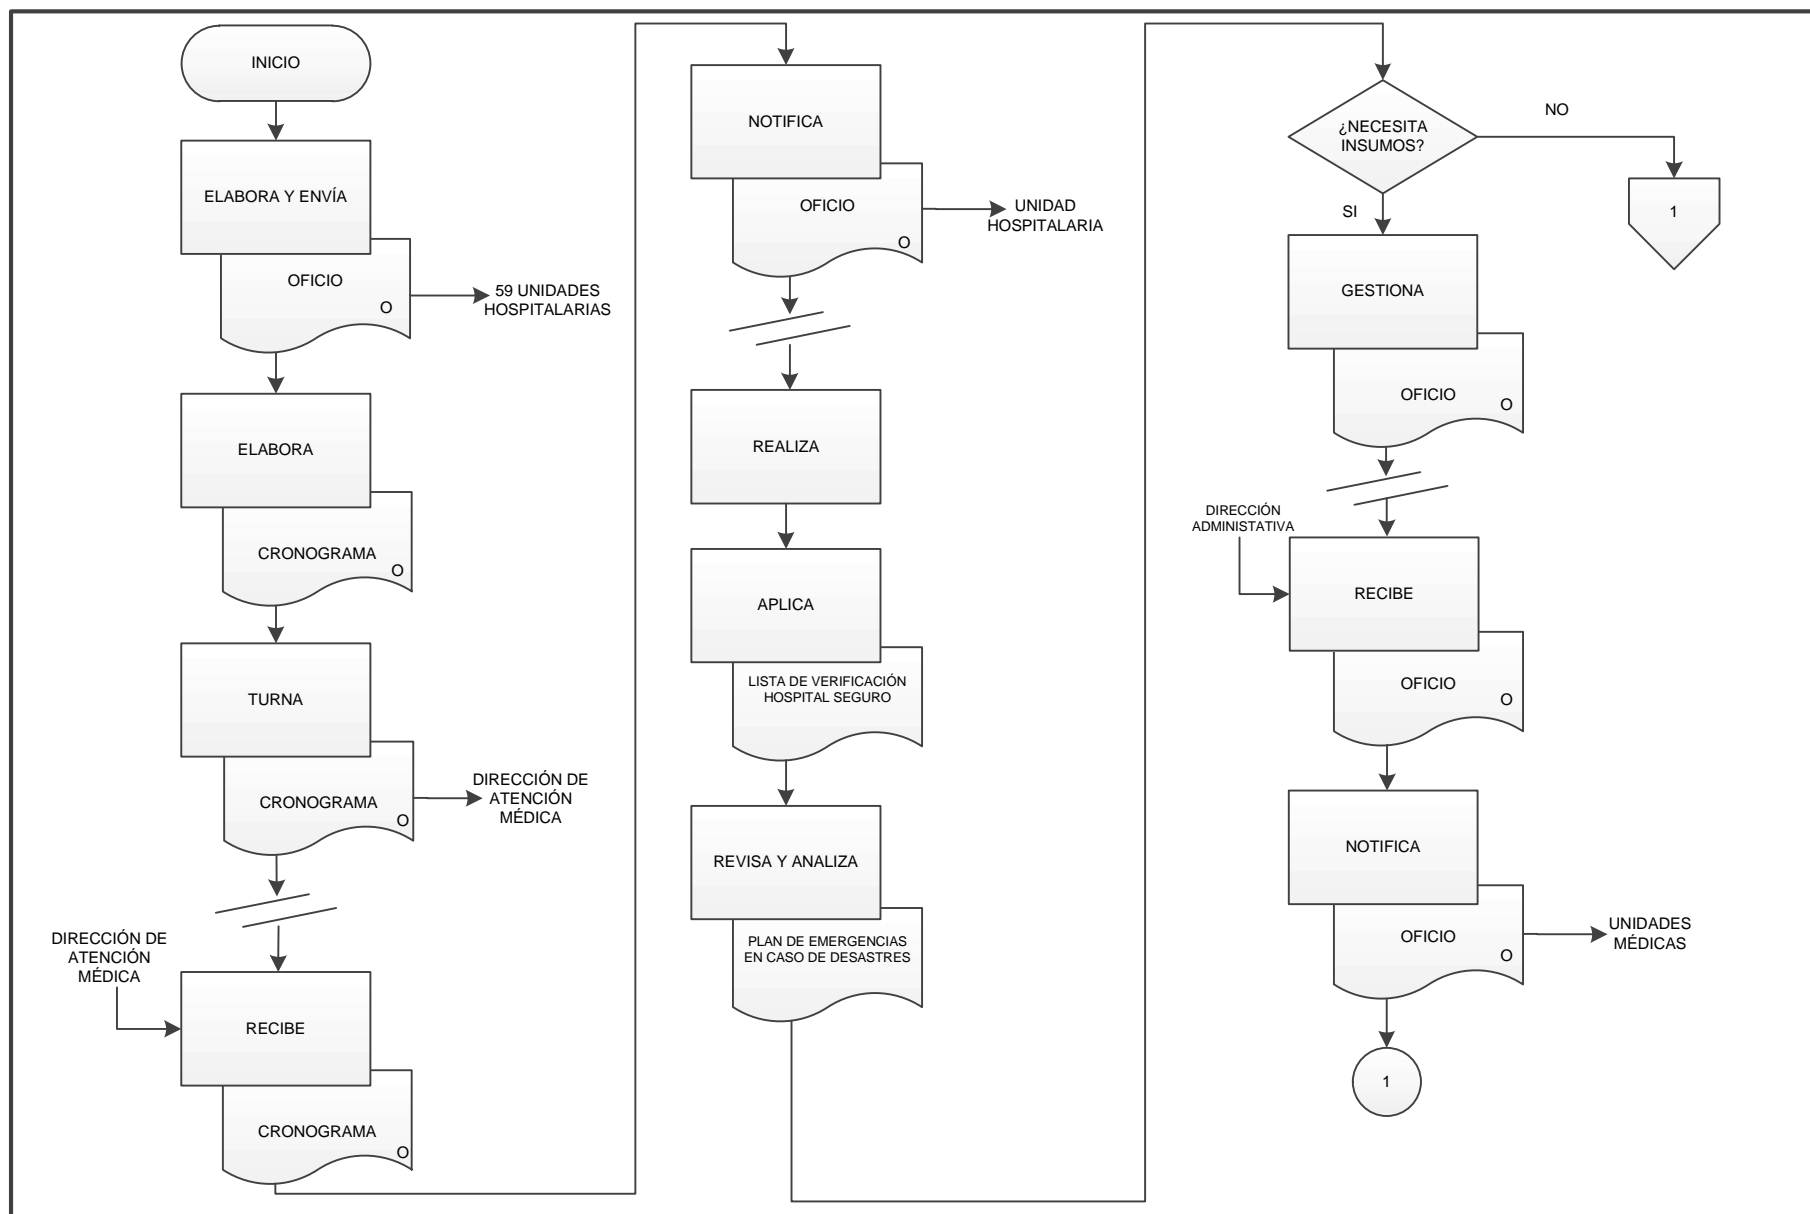 INICIO
ELABORA Y ENVÍA
OFICIO
O
59 UNIDADES
HOSPITALARIAS
ELABORA
CRONOGRAMA
O
TURNA
CRONOGRAMA
O
DIRECCIÓN DE
ATENCIÓN
MÉDICA
DIRECCIÓN DE
ATENCIÓN
MÉDICA
RECIBE
CRONOGRAMA
O
NOTIFICA
OFICIO
O
UNIDAD
HOSPITALARIA
REALIZA
APLICA
LISTA DE VERIFICACIÓN
HOSPITAL SEGURO
REVISA Y ANALIZA
PLAN DE EMERGENCIAS
EN CASO DE DESASTRES
¿NECESITA
INSUMOS?
NO
1
SI
GESTIONA
OFICIO
O
DIRECCIÓN
ADMINISTATIVA
RECIBE
OFICIO
O
NOTIFICA
OFICIO
O
UNIDADES
MÉDICAS
1